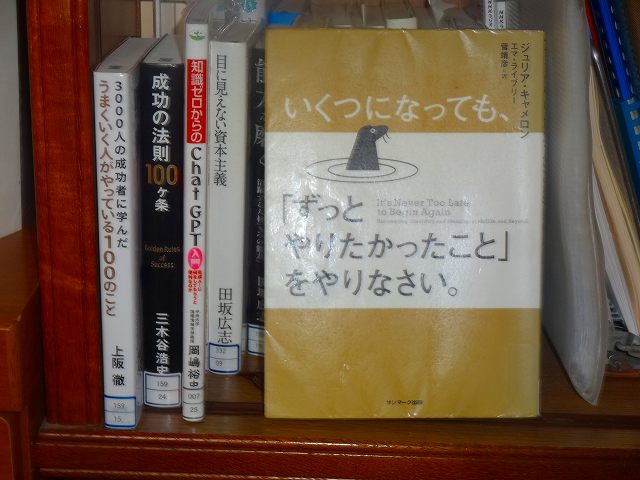 3000人の成功者に学んだ
うまくいく人がやっている100のこと
上阪 徹
159
15
成功の法則
100ヶ条
Golden Rules of Success
三木谷浩史
159
24
知識ゼロからの
Chat GPT
入門
岡嶋裕史
007
25
目に見えない資本主義
田坂広志
332
09
ジュリア・キャメロン
エマ・ライブリー
菅靖彦 訳
いくつになっても、
It's Never Too Late
to Begin Again
「ずっと
やりたかったこと」
をやりなさい。
サンマーク出版